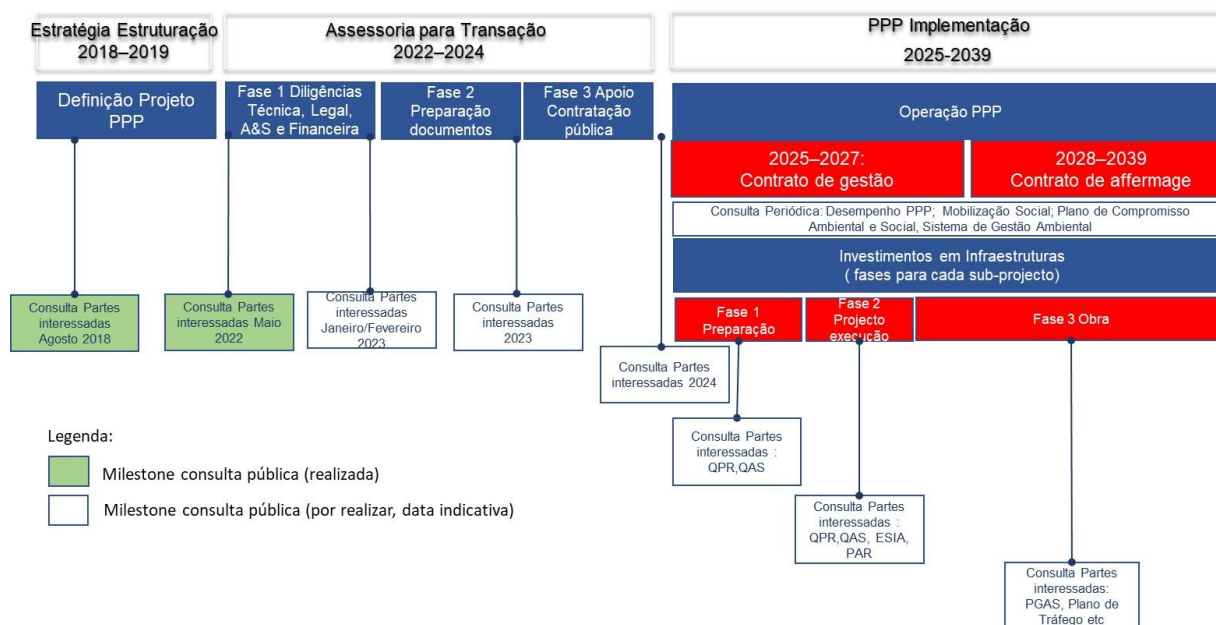 Estratégia Estruturação
2018–2019
Assessoria para Transação
2022–2024
PPP Implementação
2025-2039
Definição Projeto
PPP
Fase 1 Diligências
Técnica, Legal,
A&S e Financeira
Fase 2
Preparação
documentos
Fase 3 Apoio
Contratação
pública
Operação PPP
2025–2027:
Contrato de gestão
2028–2039
Contrato de affermage
Consulta Periódica: Desempenho PPP; Mobilização Social; Plano de Compromisso
Ambiental e Social, Sistema de Gestão Ambiental
Investimentos em Infraestruturas
( fases para cada sub-projecto)
Fase 1
Preparação
Fase 2
Projecto
execução
Fase 3 Obra
Consulta Partes
interessadas
Agosto 2018
Consulta Partes
interessadas Maio
2022
Consulta Partes
interessadas
Janeiro/Fevereiro
2023
Consulta Partes
interessadas
2023
Consulta Partes
interessadas 2024
Consulta Partes
interessadas :
QPR,QAS
Consulta Partes
interessadas :
QPR,QAS, ESIA,
PAR
Consulta Partes
interessadas:
PGAS, Plano de
Tráfego etc
Legenda:
Milestone consulta pública (realizada)
Milestone consulta pública (por realizar, data indicativa)